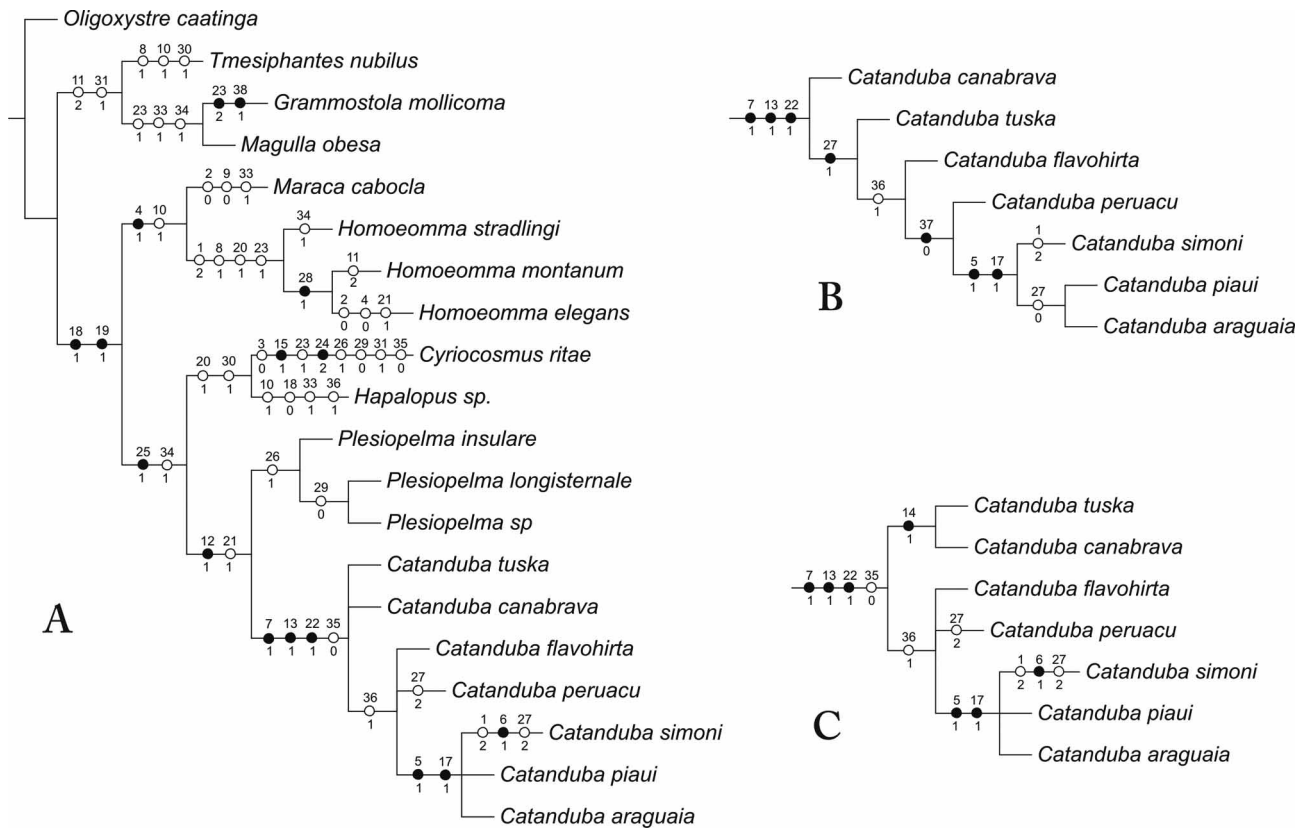 Oligoxystre caatinga
8 10 30
Tmesiphantes nubilus
1 1 1
11 31
2 1
23 38
Grammostola mollicoma
2 1
23 33 34
1 1 1
Magulla obesa
2 9 33
Maraca cabocla
0 0 1
4 10
1 1
34
Homoeomma stradlingi
1
1 8 20 23
2 1 1 1
11
Homoeomma montanum
2
28
1
2 4 21
Homoeomma elegans
0 0 1
18 19
1 1
3 15 23 24 26 29 31 35
Cyriocosmus ritae
0 1 1 2 1 0 1 0
20 30
1 1
10 18 33 36
Hapalopus sp.
1 0 1 1
25 34
1 1
Plesiopelma insulare
26
1
Plesiopelma longisternale
29
0
Plesiopelma sp
12 21
1 1
Catanduba tuska
Catanduba canabrava
7 13 22 35
1 1 1 0
Catanduba flavohirta
27
Catanduba peruacu
2
36
1
1 6 27
Catanduba simoni
2 1 2
5 17
1 1
Catanduba piaui
Catanduba araguaia
A
Catanduba canabrava
7 13 22
1 1 1
Catanduba tuska
27
1
Catanduba flavohirta
36
1
Catanduba peruacu
37
0
1
Catanduba simoni
2
5 17
1 1
Catanduba piaui
27
0
Catanduba araguaia
B
Catanduba tuska
14
1
Catanduba canabrava
7 13 22 35
1 1 1 0
Catanduba flavohirta
27
Catanduba peruacu
2
36
1
1 6 27
Catanduba simoni
2 1 2
5 17
1 1
Catanduba piaui
Catanduba araguaia
C